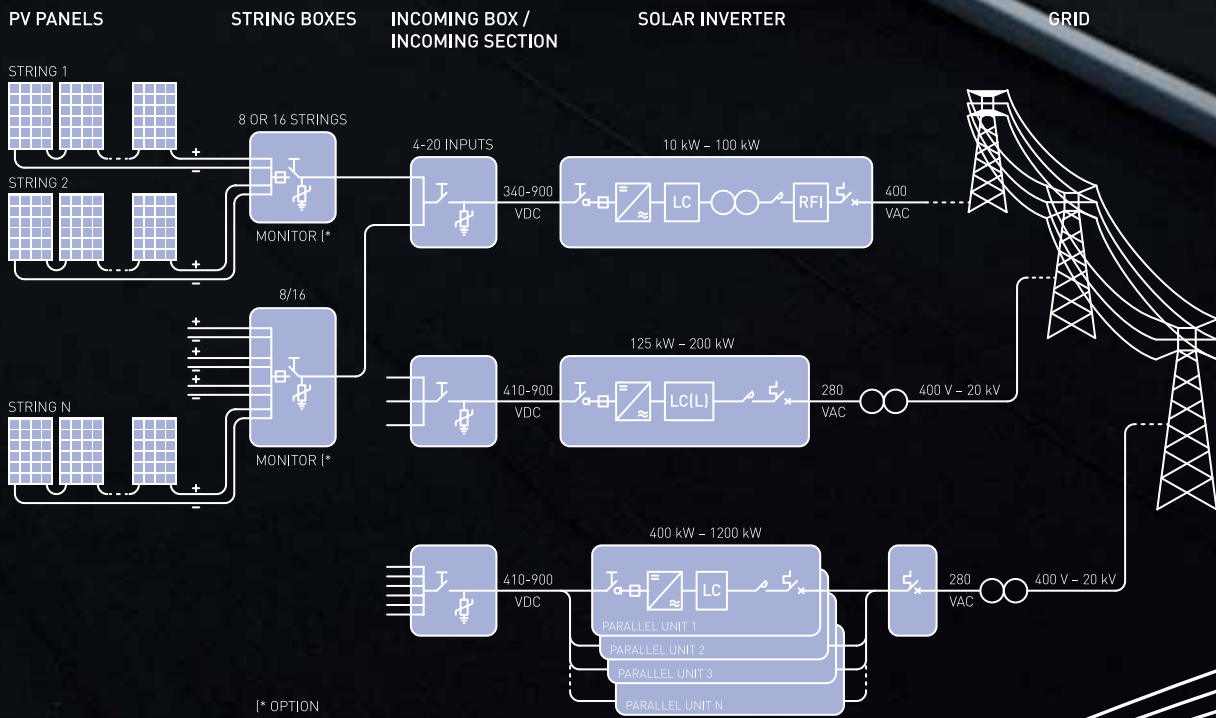 PV PANELS
STRING BOXES
INCOMING BOX /
INCOMING SECTION
SOLAR INVERTER
GRID
STRING 1
8 OR 16 STRINGS
4-20 INPUTS
10 kW – 100 kW
+
–
340-900
VDC
= ≈
LC
RFI
400
VAC
STRING 2
MONITOR (*
+
–
8/16
+
–
+
–
+
–
125 kW – 200 kW
410-900
VDC
= ≈
LC(L)
280
VAC
400 V – 20 kV
STRING N
MONITOR (*
+
–
400 kW – 1200 kW
410-900
VDC
= ≈
LC
280
VAC
400 V – 20 kV
PARALLEL UNIT 1
PARALLEL UNIT 2
PARALLEL UNIT 3
PARALLEL UNIT N
(* OPTION